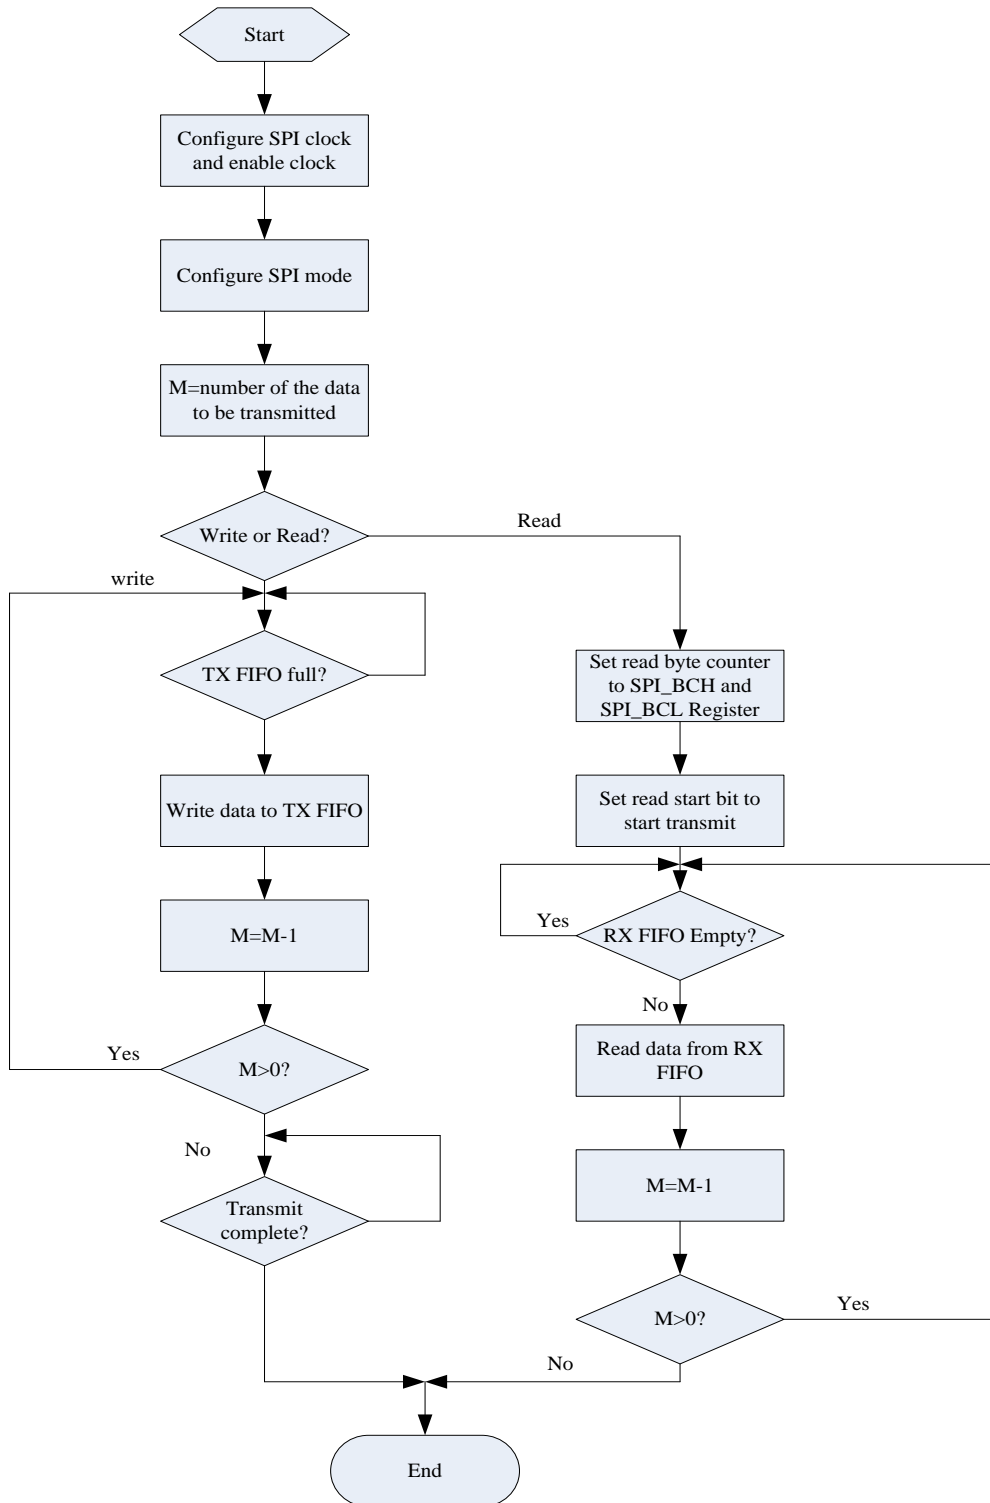 Start
Configure SPI clock
and enable clock
Configure SPI mode
M=number of the data
to be transmitted
Write or Read?
Read
write
TX FIFO full?
Write data to TX FIFO
M=M-1
M>0?
Yes
No
Transmit
complete?
Set read byte counter
to SPI_BCH and
SPI_BCL Register
Set read start bit to
start transmit
RX FIFO Empty?
Yes
No
Read data from RX
FIFO
M=M-1
M>0?
Yes
No
End